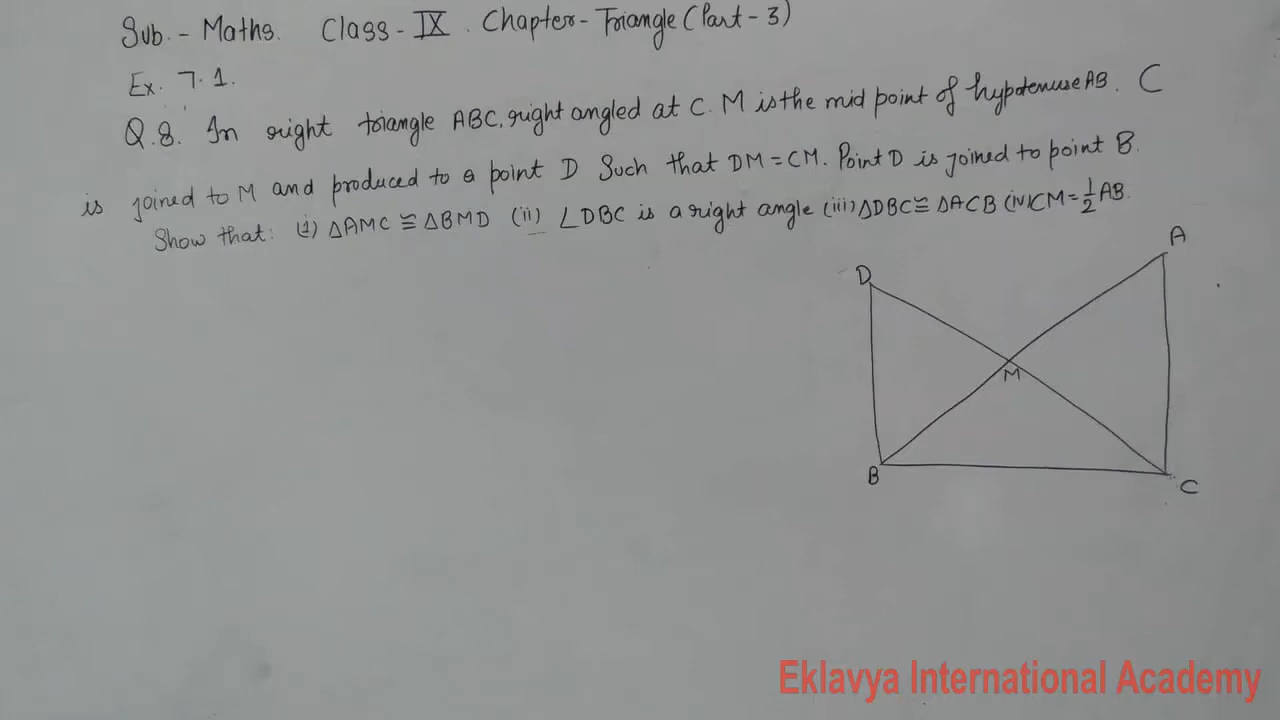 Sub. - Maths. Class - IX. Chapter - Triangle (Part - 3)
Ex. 7.1.
Q.8. In right triangle ABC, right angled at C. M is the mid point of hypotenuse AB. C
is joined to M and produced to a point D Such that DM = CM. Point D is joined to point B.
Show that: (i) ΔAMC ≅ ΔBMD (ii) ∠DBC is a right angle (iii) ΔDBC ≅ ΔACB (iv) CM = 1/2 AB.
A
D
M
B
C
Eklavya International Academy